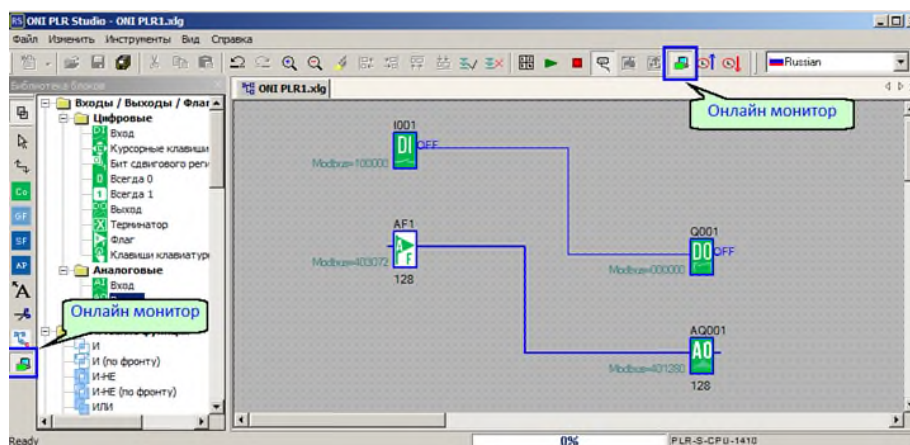 ONI PLR Studio - ONI PLR1.xlg
Файл Изменить Инструменты Вид Справка
Russian
Библиотека блоков
ONI PLR1.xlg
Онлайн монитор
Входы / Выходы / Флаг
Цифровые
Вход
Курсорные клавиши
Бит сдвигового реги
Всегда 0
Всегда 1
Выход
Терминатор
Флаг
Клавиши клавиатуры
Аналоговые
Вход
Онлайн монитор
И
И (по фронту)
И-НЕ
И-НЕ (по фронту)
ИЛИ
Co
GF
SF
I001
DI OFF
Modbus=100000
AF1
A F
Modbus=403072
128
Q001
DO OFF
Modbus=000000
AQ001
AO
Modbus=401280
128
Ready
0%
PLR-S-CPU-1410